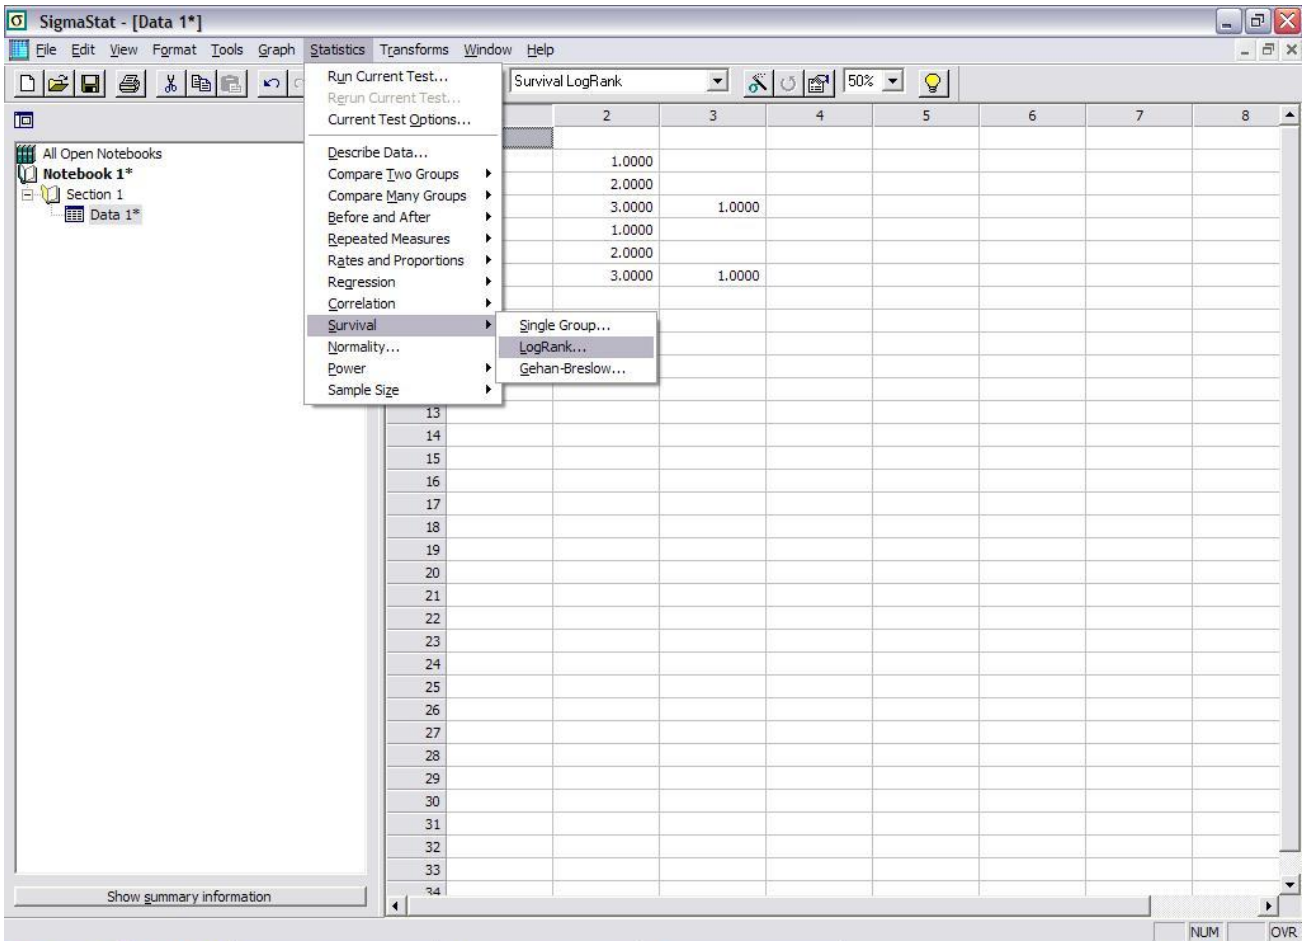 SigmaStat - [Data 1*]
File Edit View Format Tools Graph Statistics Transforms Window Help
Survival LogRank 50%
All Open Notebooks
Notebook 1*
Section 1
Data 1*
Show summary information
Run Current Test...
Rerun Current Test...
Current Test Options...
Describe Data...
Compare Two Groups
Compare Many Groups
Before and After
Repeated Measures
Rates and Proportions
Regression
Correlation
Survival
Normality...
Power
Sample Size
Single Group...
LogRank...
Gehan-Breslow...
2 3 4 5 6 7 8
1.0000
2.0000
3.0000 1.0000
1.0000
2.0000
3.0000 1.0000
13
14
15
16
17
18
19
20
21
22
23
24
25
26
27
28
29
30
31
32
33
34
NUM OVR